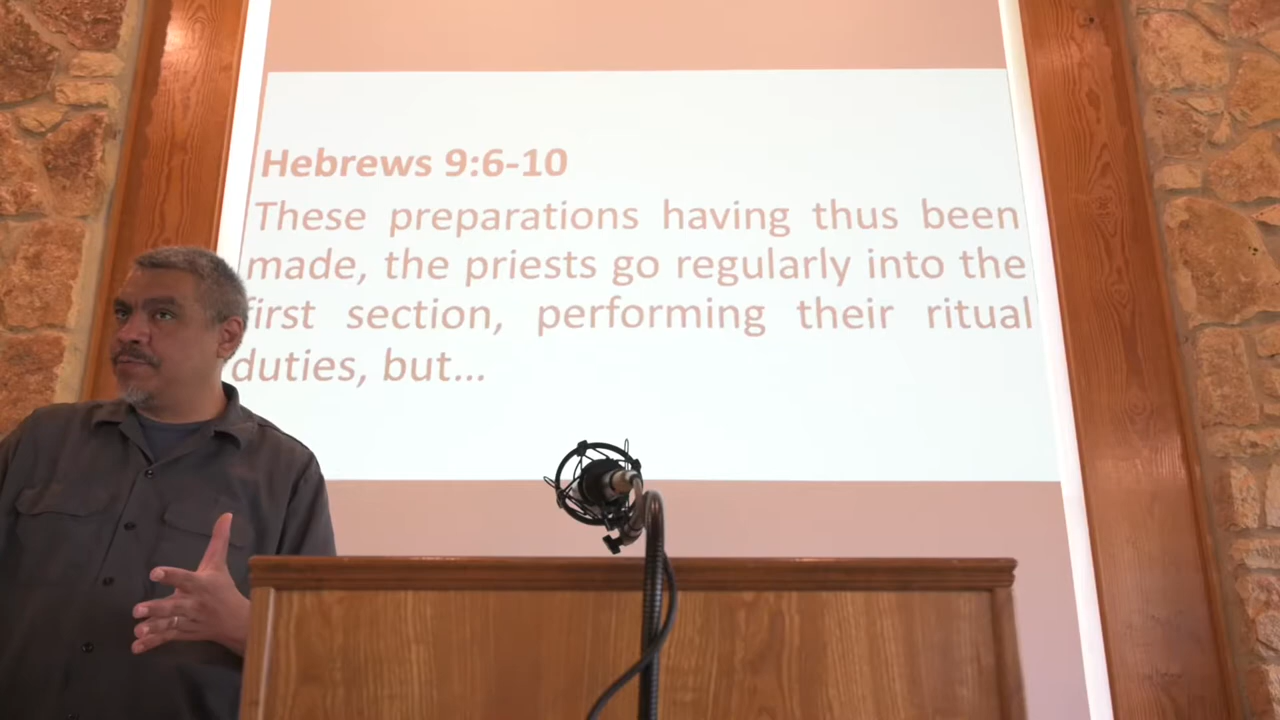 Hebrews 9:6-10
These preparations having thus been
made, the priests go regularly into the
first section, performing their ritual
duties, but...